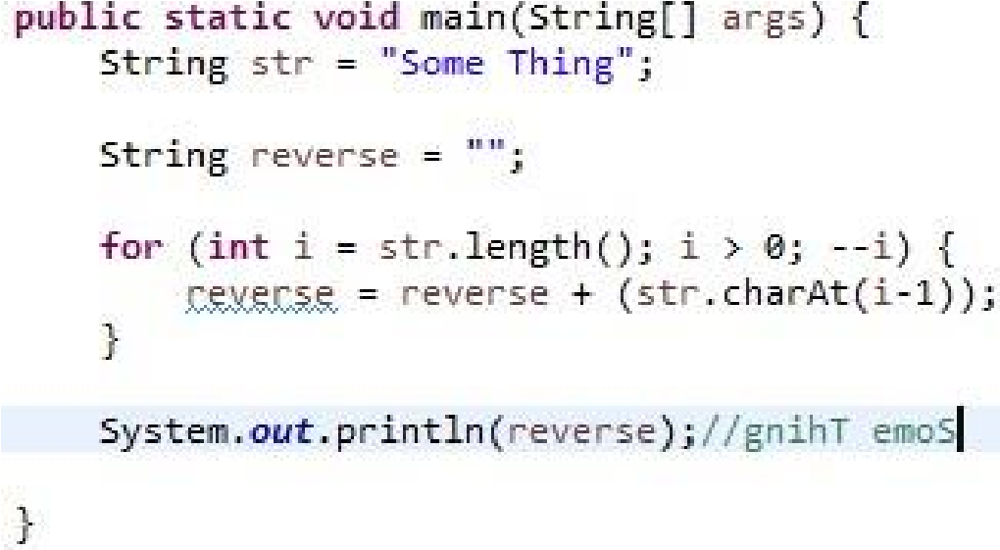 public static void main(String[] args) {
String str = "Some Thing";
String reverse = "";
for (int i = str.length(); i > 0; --i) {
reverse = reverse + (str.charAt(i-1));
}
System.out.println(reverse);//gnihT emoS
}